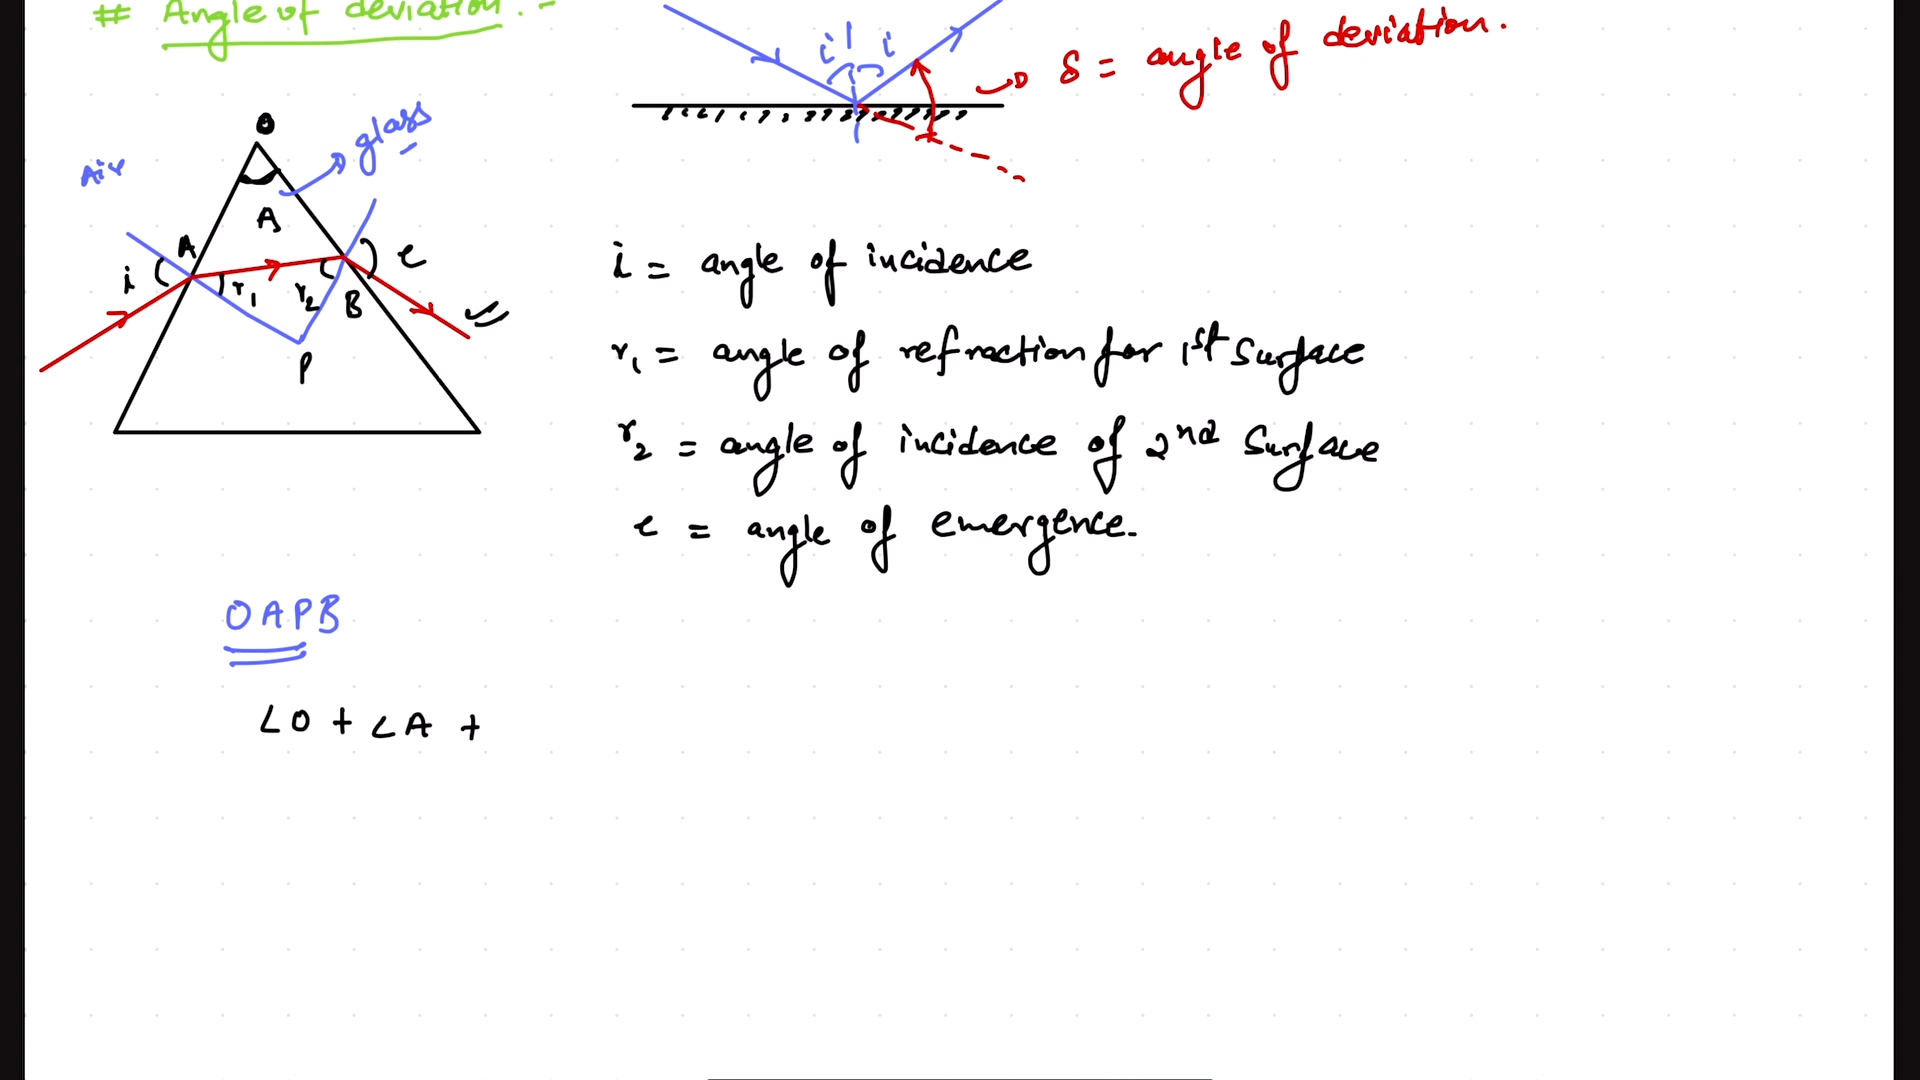 # Angle of deviation :-
i i
δ = angle of deviation.
O
glass
Air
A
A
i
r₁
r₂
B
e
P
i = angle of incidence
r₁ = angle of refraction for 1st surface
r₂ = angle of incidence of 2nd surface
e = angle of emergence.
OAPB
∠O + ∠A +